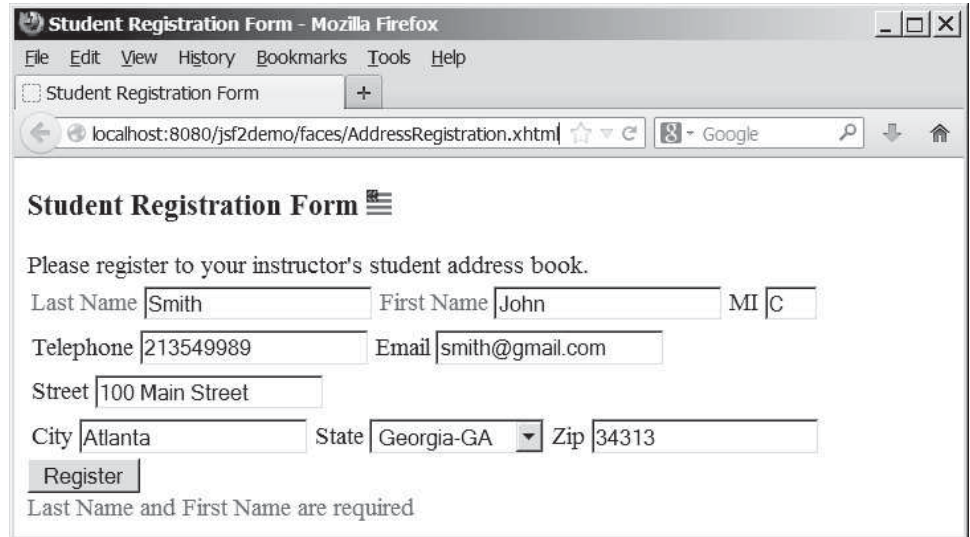 Student Registration Form - Mozilla Firefox
File Edit View History Bookmarks Tools Help
Student Registration Form +
localhost:8080/jsf2demo/faces/AddressRegistration.xhtml 8 Google
Student Registration Form
Please register to your instructor's student address book.
Last Name Smith First Name John MI C
Telephone 213549989 Email smith@gmail.com
Street 100 Main Street
City Atlanta State Georgia-GA Zip 34313
Register
Last Name and First Name are required